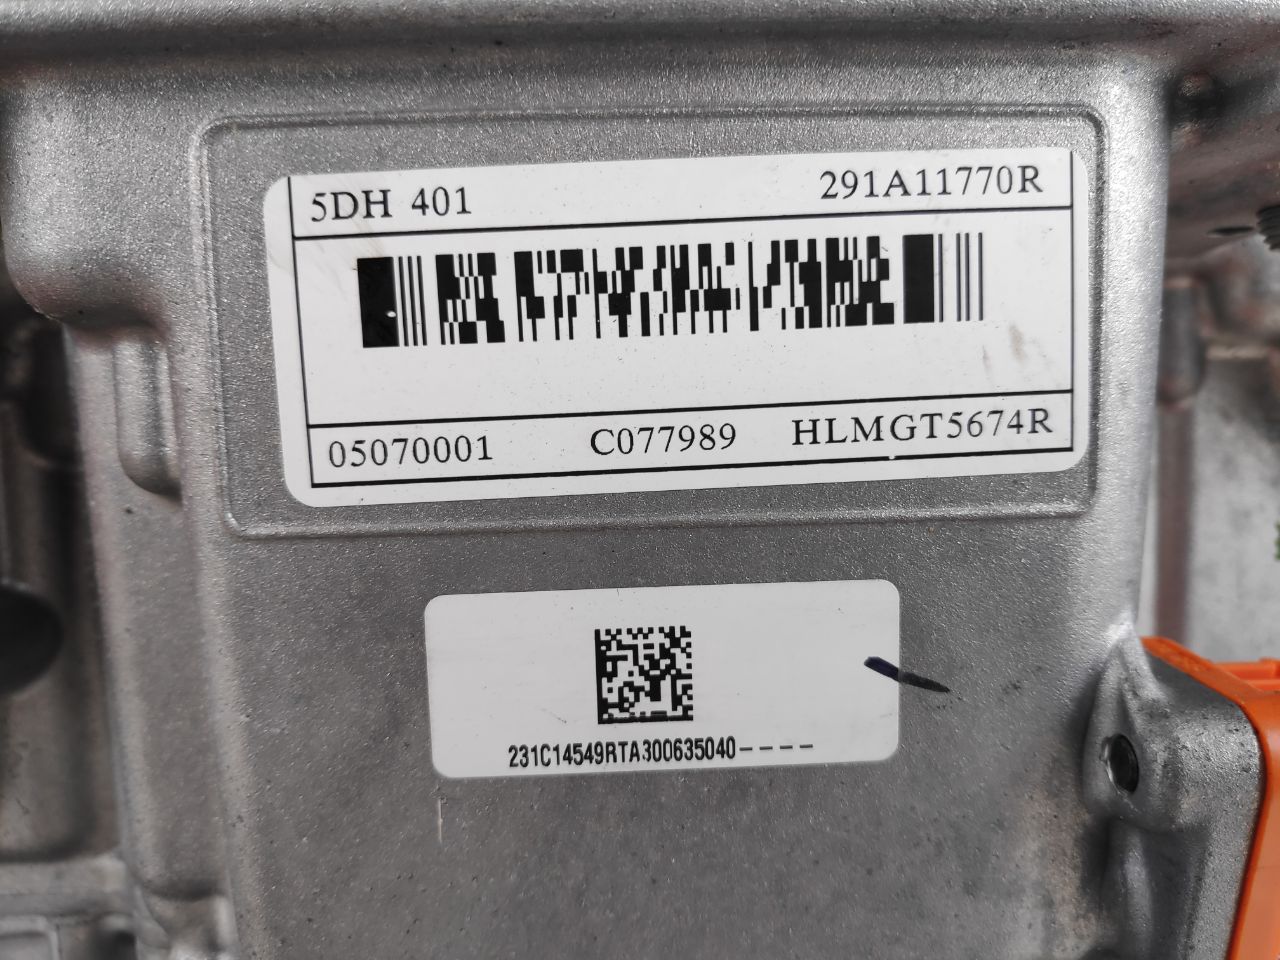 5DH 401 291A11770R
05070001 C077989 HLMGT5674R
231C14549RTA300635040----